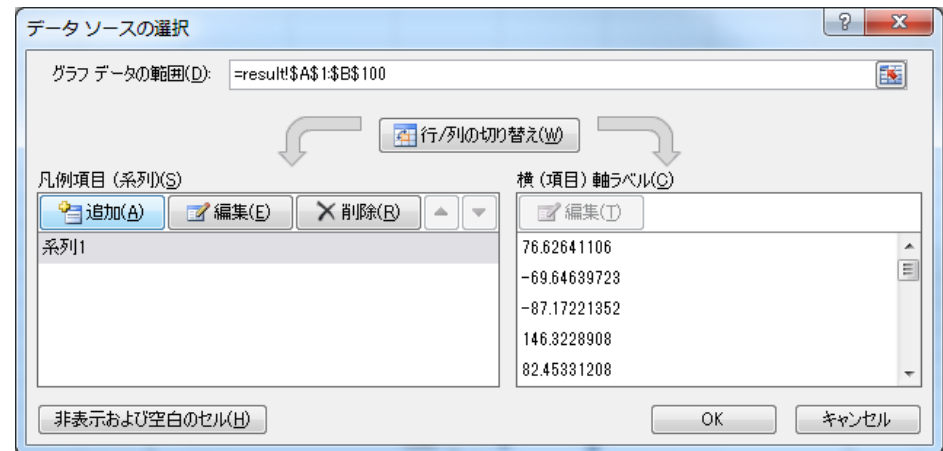 データ ソースの選択
グラフ データの範囲(D): =result!$A$1:$B$100
行/列の切り替え(W)
凡例項目 (系列)(S)
追加(A) 編集(E) 削除(R)
系列1
横 (項目) 軸ラベル(C)
編集(T)
76.62641106
-69.64639723
-87.17221352
146.3228908
82.45331208
非表示および空白のセル(H)
OK キャンセル